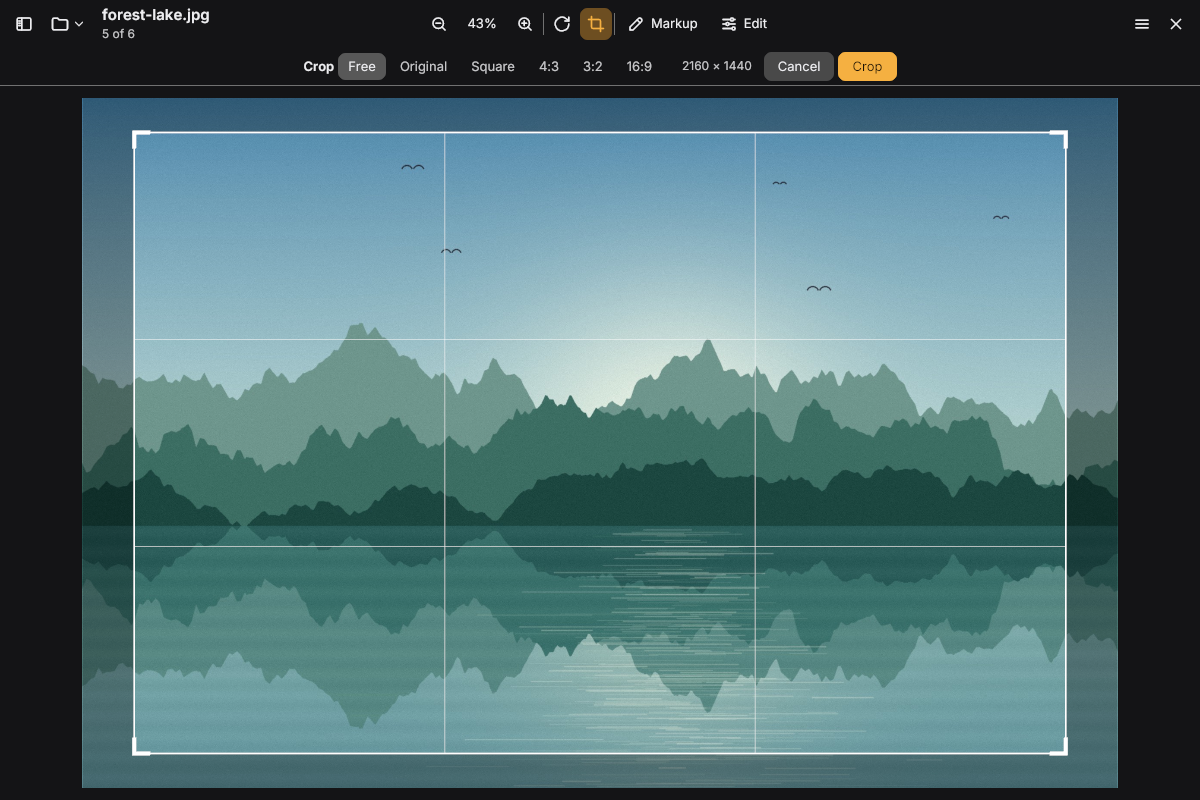 forest-lake.jpg
5 of 6
43%
Markup
Edit
Crop Free Original Square 4:3 3:2 16:9 2160 × 1440 Cancel Crop